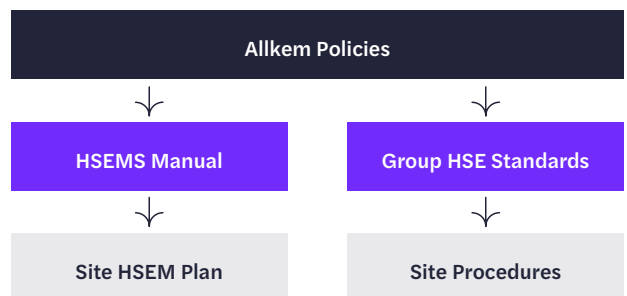 Allkem Policies
HSEMS Manual
Group HSE Standards
Site HSEM Plan
Site Procedures